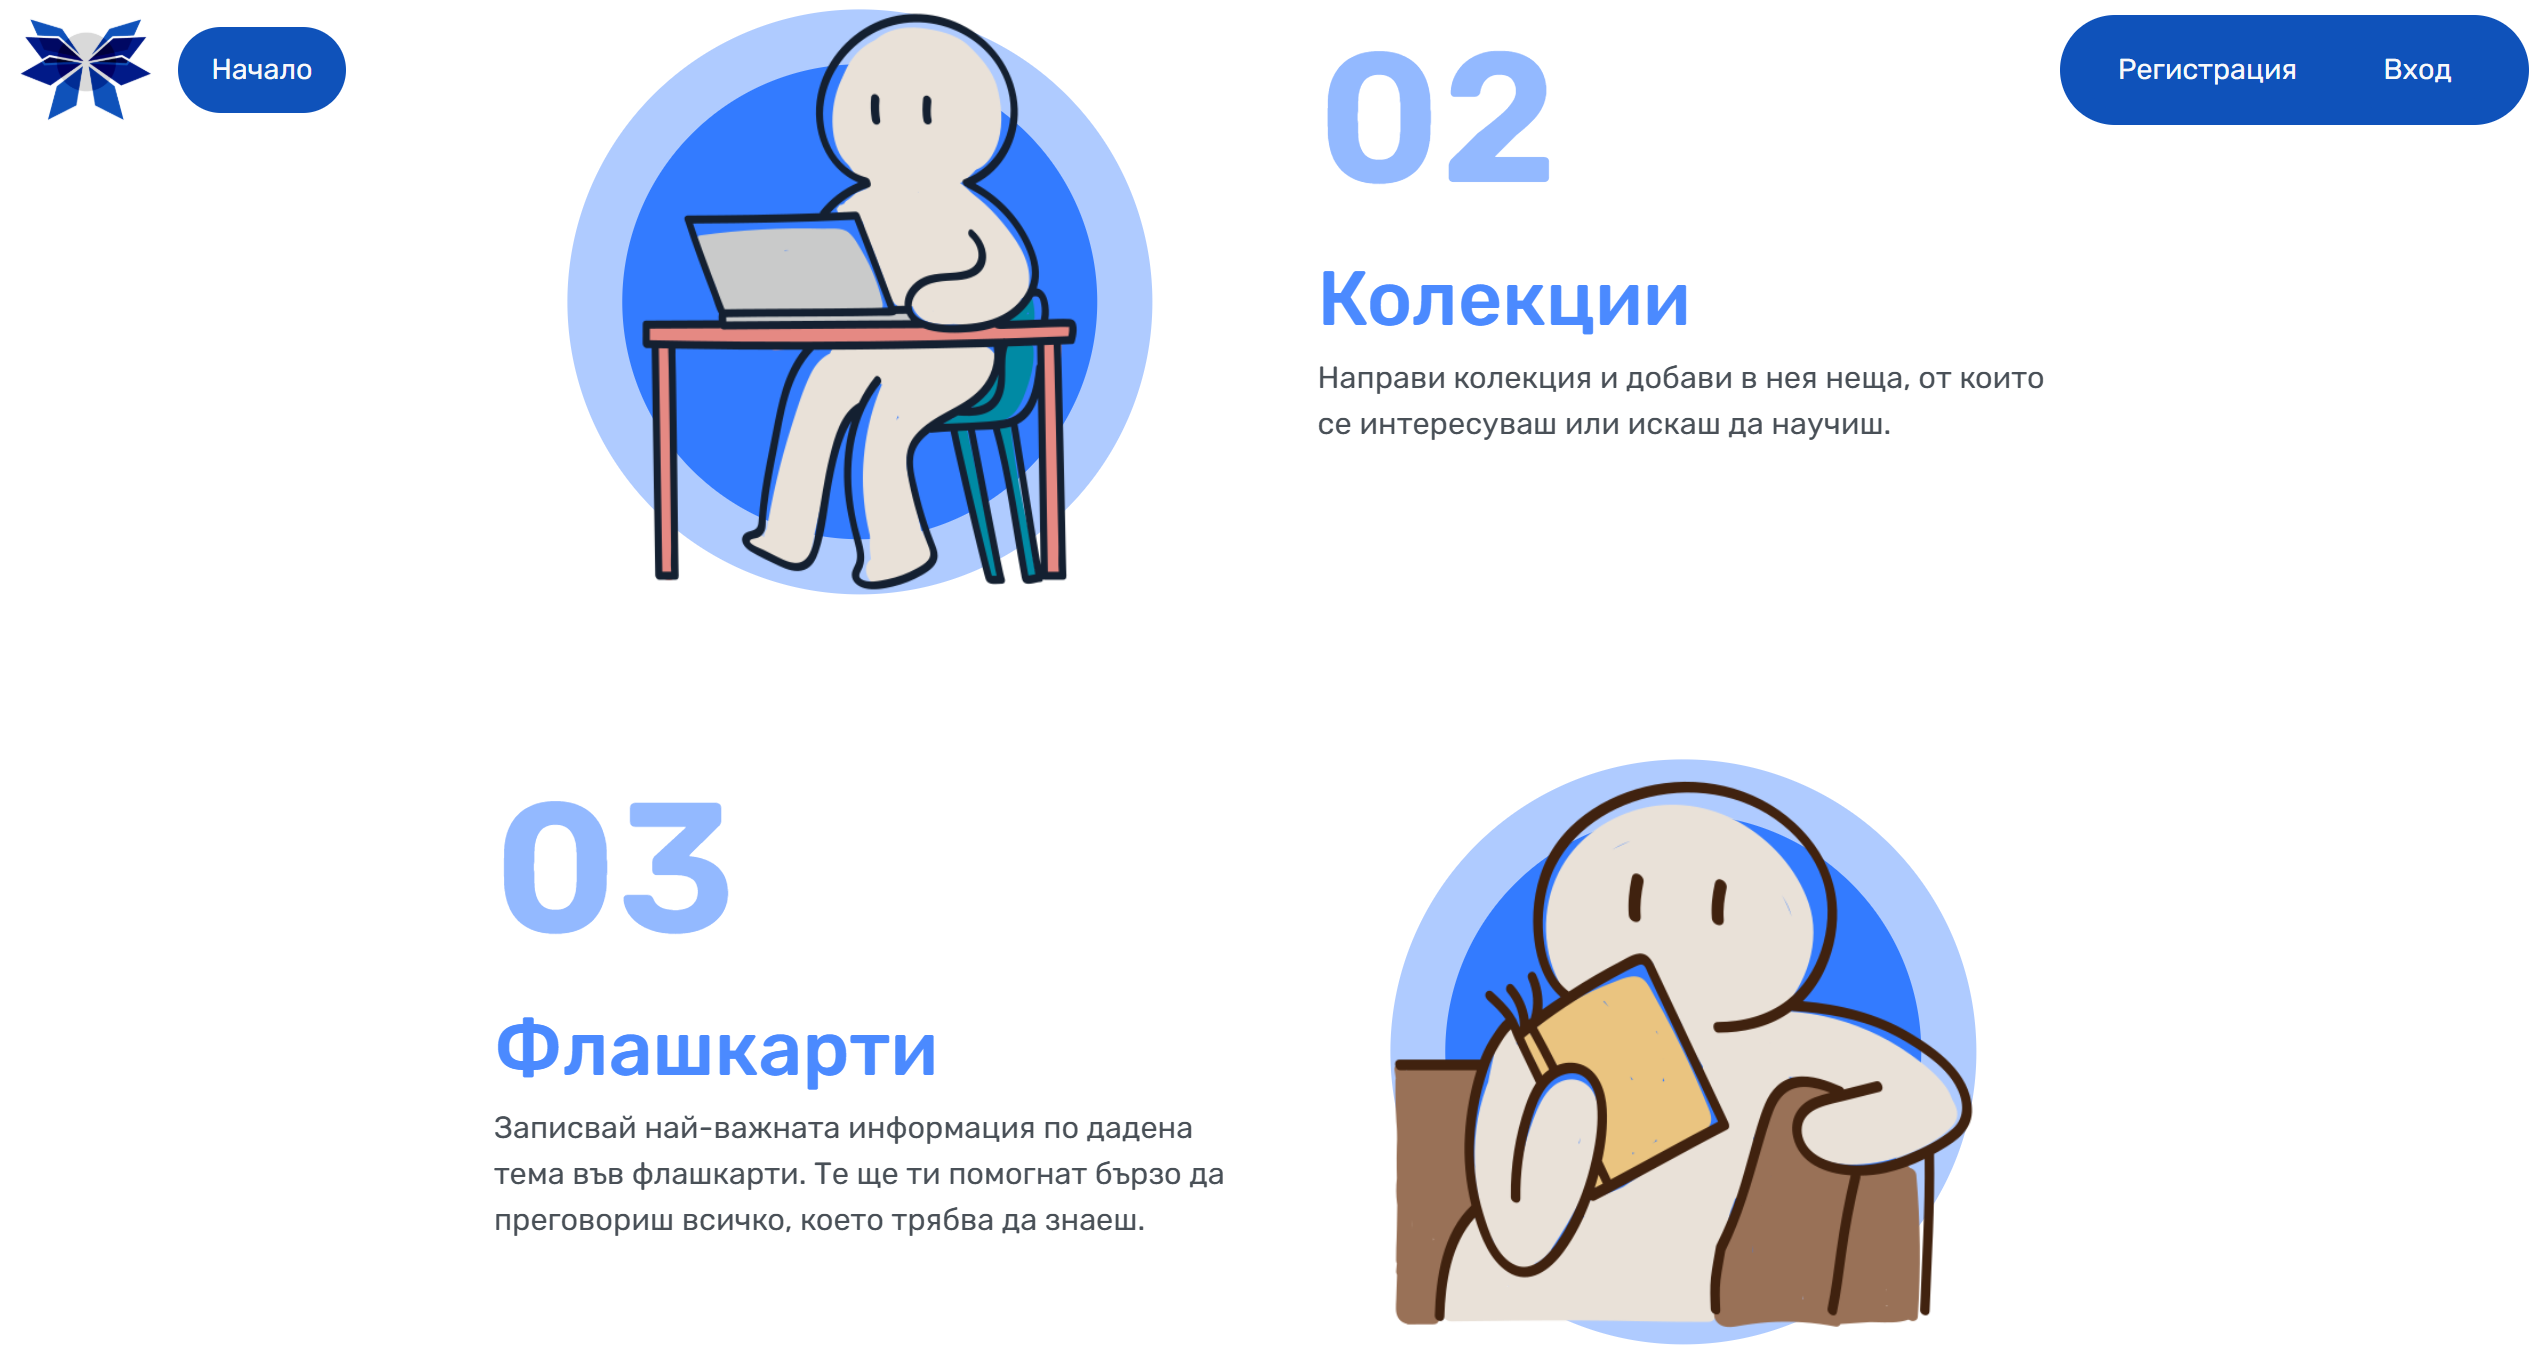 Начало
Регистрация
Вход
02
Колекции
Направи колекция и добави в нея неща, от които
се интересуваш или искаш да научиш.
03
Флашкарти
Записвай най-важната информация по дадена
тема във флашкарти. Те ще ти помогнат бързо да
преговориш всичко, което трябва да знаеш.